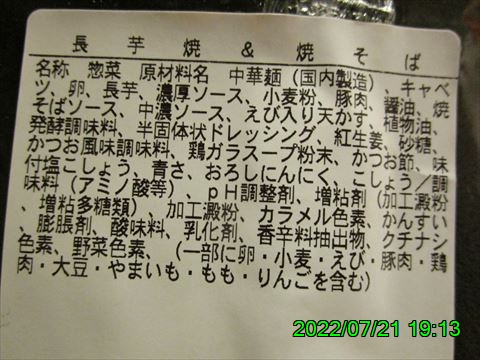 長芋焼&焼そば
名称 惣菜 原材料名 中華麺(国内製造)、キャベ
ツ、卵、長芋、濃厚ソース、小麦粉、豚肉、醤油、焼
そばソース、中濃ソース、えび入り天かす、植物油、
発酵調味料、半固体状ドレッシング、紅生姜、砂糖、
かつお風味調味料、鶏ガラスープ粉末、かつお節、味
付塩こしょう、青さ、おろしにんにく、こしょう/調
味料(アミノ酸等)、pH調整剤、増粘剤(加工澱粉
、増粘多糖類)、加工澱粉、カラメル色素、かんすい
、膨脹剤、酸味料、乳化剤、香辛料抽出物、クチナシ
色素、野菜色素、(一部に卵・小麦・えび・豚肉・鶏
肉・大豆・やまいも・もも・りんごを含む)
2022/07/21 19:13